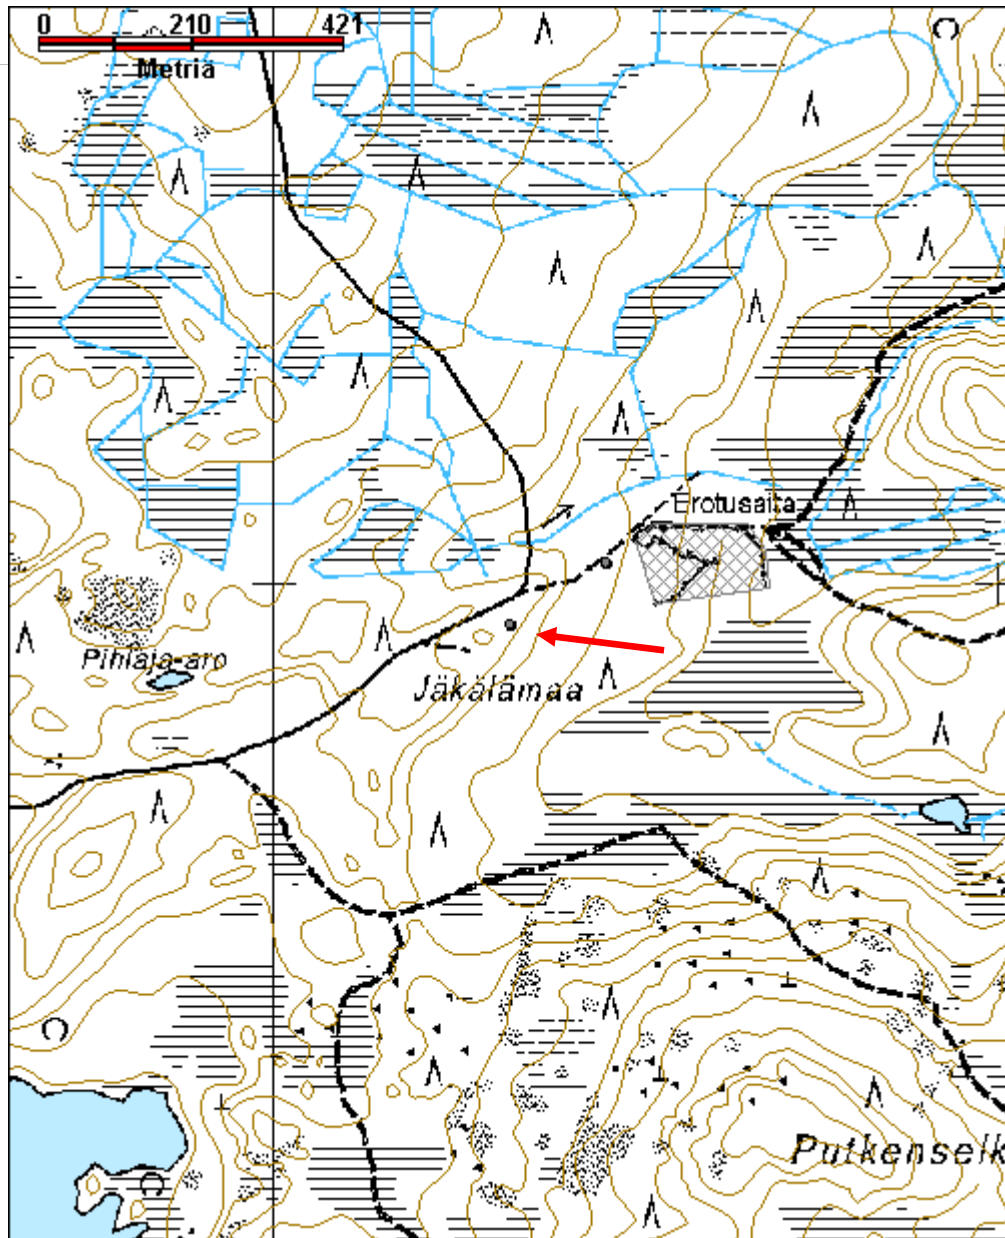 0 210 421
Metriä
Erotusaita
Pihlaja-aro
Jäkälämaa
Putkenselk